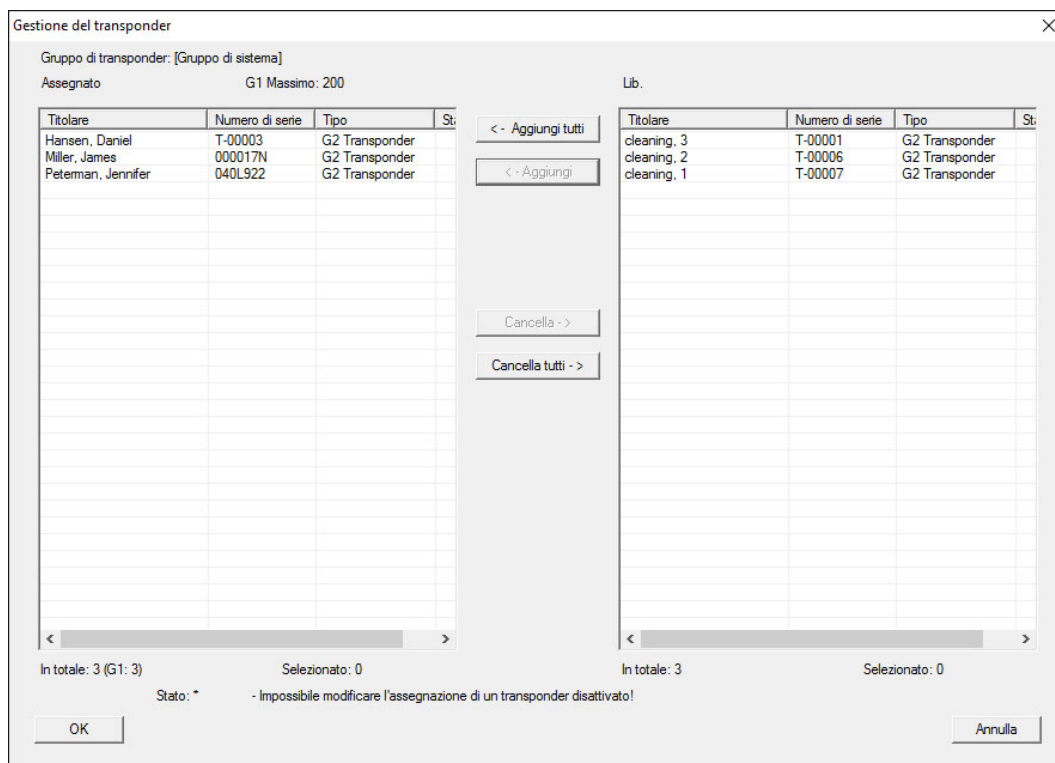 Gestione del transponder
Gruppo di transponder: [Gruppo di sistema]
Assegnato G1 Massimo: 200 Lib.
Titolare Numero di serie Tipo Sta
Hansen, Daniel T-00003 G2 Transponder
Miller, James 000017N G2 Transponder
Peterman, Jennifer 040L922 G2 Transponder
< - Aggiungi tutti
< - Aggiungi
Cancella - >
Cancella tutti - >
Titolare Numero di serie Tipo St
cleaning, 3 T-00001 G2 Transponder
cleaning, 2 T-00006 G2 Transponder
cleaning, 1 T-00007 G2 Transponder
In totale: 3 (G1: 3) Selezionato: 0 In totale: 3 Selezionato: 0
Stato: * - Impossibile modificare l'assegnazione di un transponder disattivato!
OK Annulla